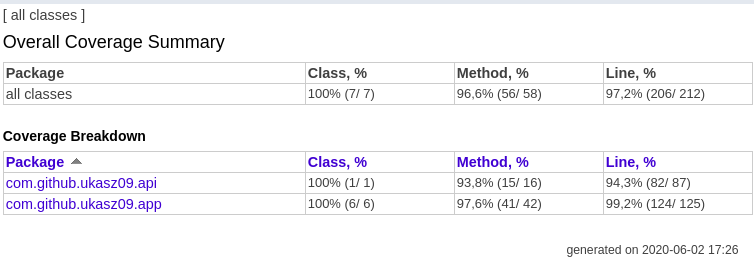 [ all classes ]
Overall Coverage Summary
Package Class, % Method, % Line, %
all classes 100% (7/ 7) 96,6% (56/ 58) 97,2% (206/ 212)
Coverage Breakdown
Package Class, % Method, % Line, %
com.github.ukasz09.api 100% (1/ 1) 93,8% (15/ 16) 94,3% (82/ 87)
com.github.ukasz09.app 100% (6/ 6) 97,6% (41/ 42) 99,2% (124/ 125)
generated on 2020-06-02 17:26